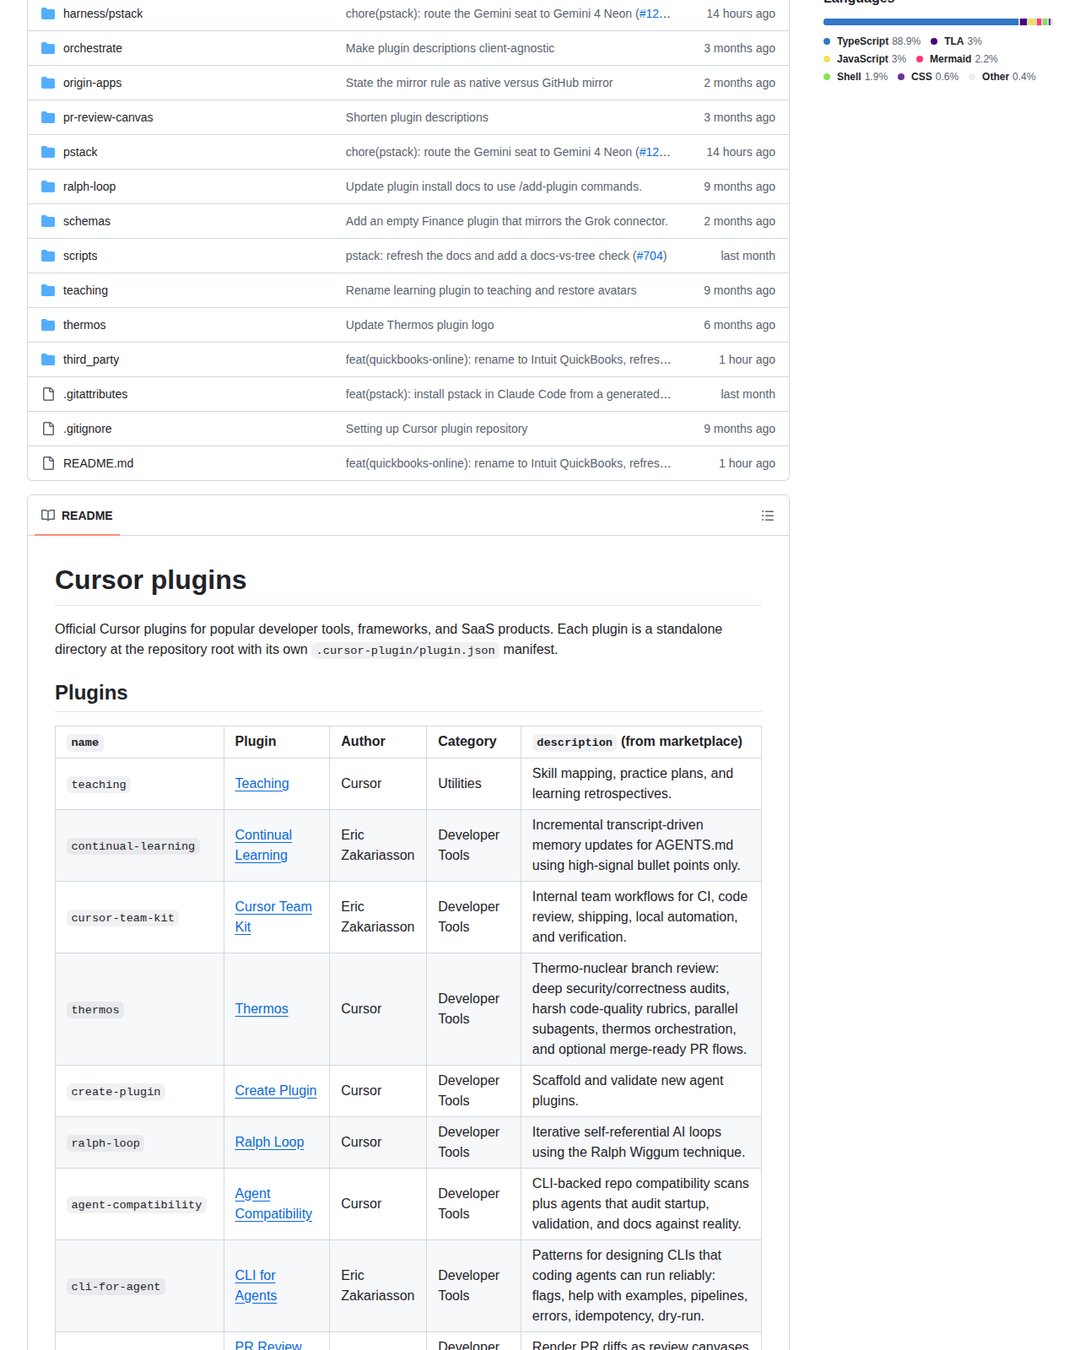 Languages
harness/pstack chore(pstack): route the Gemini seat to Gemini 4 Neon (#12… 14 hours ago
TypeScript 88.9% TLA 3%
orchestrate Make plugin descriptions client-agnostic 3 months ago
JavaScript 3% Mermaid 2.2%
Shell 1.9% CSS 0.6% Other 0.4%
origin-apps State the mirror rule as native versus GitHub mirror 2 months ago
pr-review-canvas Shorten plugin descriptions 3 months ago
pstack chore(pstack): route the Gemini seat to Gemini 4 Neon (#12… 14 hours ago
ralph-loop Update plugin install docs to use /add-plugin commands. 9 months ago
schemas Add an empty Finance plugin that mirrors the Grok connector. 2 months ago
scripts pstack: refresh the docs and add a docs-vs-tree check (#704) last month
teaching Rename learning plugin to teaching and restore avatars 9 months ago
thermos Update Thermos plugin logo 6 months ago
third_party feat(quickbooks-online): rename to Intuit QuickBooks, refres… 1 hour ago
.gitattributes feat(pstack): install pstack in Claude Code from a generated… last month
.gitignore Setting up Cursor plugin repository 9 months ago
README.md feat(quickbooks-online): rename to Intuit QuickBooks, refres… 1 hour ago
README
Cursor plugins
Official Cursor plugins for popular developer tools, frameworks, and SaaS products. Each plugin is a standalone
directory at the repository root with its own .cursor-plugin/plugin.json manifest.
Plugins
name Plugin Author Category description (from marketplace)
teaching Teaching Cursor Utilities Skill mapping, practice plans, and
learning retrospectives.
continual-learning Continual
Learning Eric
Zakariasson Developer
Tools Incremental transcript-driven
memory updates for AGENTS.md
using high-signal bullet points only.
cursor-team-kit Cursor Team
Kit Eric
Zakariasson Developer
Tools Internal team workflows for CI, code
review, shipping, local automation,
and verification.
thermos Thermos Cursor Developer
Tools Thermo-nuclear branch review:
deep security/correctness audits,
harsh code-quality rubrics, parallel
subagents, thermos orchestration,
and optional merge-ready PR flows.
create-plugin Create Plugin Cursor Developer
Tools Scaffold and validate new agent
plugins.
ralph-loop Ralph Loop Cursor Developer
Tools Iterative self-referential AI loops
using the Ralph Wiggum technique.
agent-compatibility Agent
Compatibility Cursor Developer
Tools CLI-backed repo compatibility scans
plus agents that audit startup,
validation, and docs against reality.
cli-for-agent CLI for
Agents Eric
Zakariasson Developer
Tools Patterns for designing CLIs that
coding agents can run reliably:
flags, help with examples, pipelines,
errors, idempotency, dry-run.
PR Review Developer Render PR diffs as review canvases